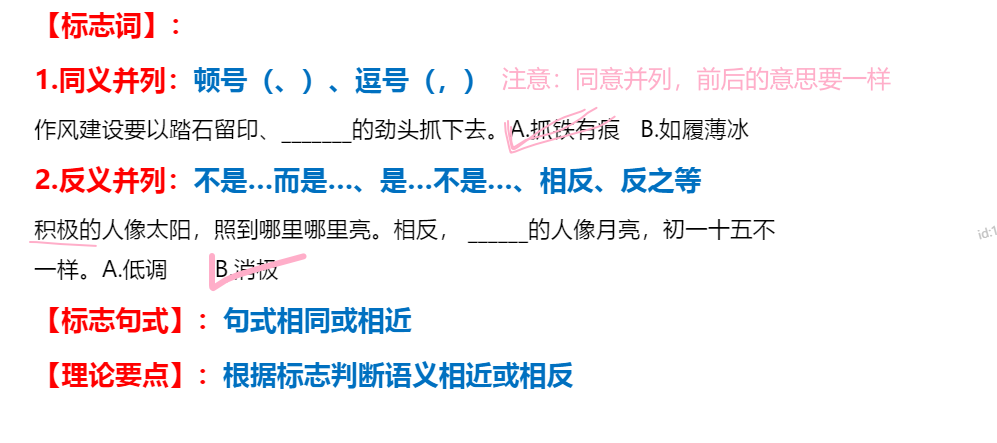 【标志词】：
1.同义并列：顿号（、）、逗号（，） 注意：同意并列，前后的意思要一样
作风建设要以踏石留印、_______的劲头抓下去。A.抓铁有痕 B.如履薄冰
2.反义并列：不是…而是…、是…不是…、相反、反之等
积极的人像太阳，照到哪里哪里亮。相反， ______的人像月亮，初一十五不
一样。A.低调 B.消极
id:1
【标志句式】：句式相同或相近
【理论要点】：根据标志判断语义相近或相反